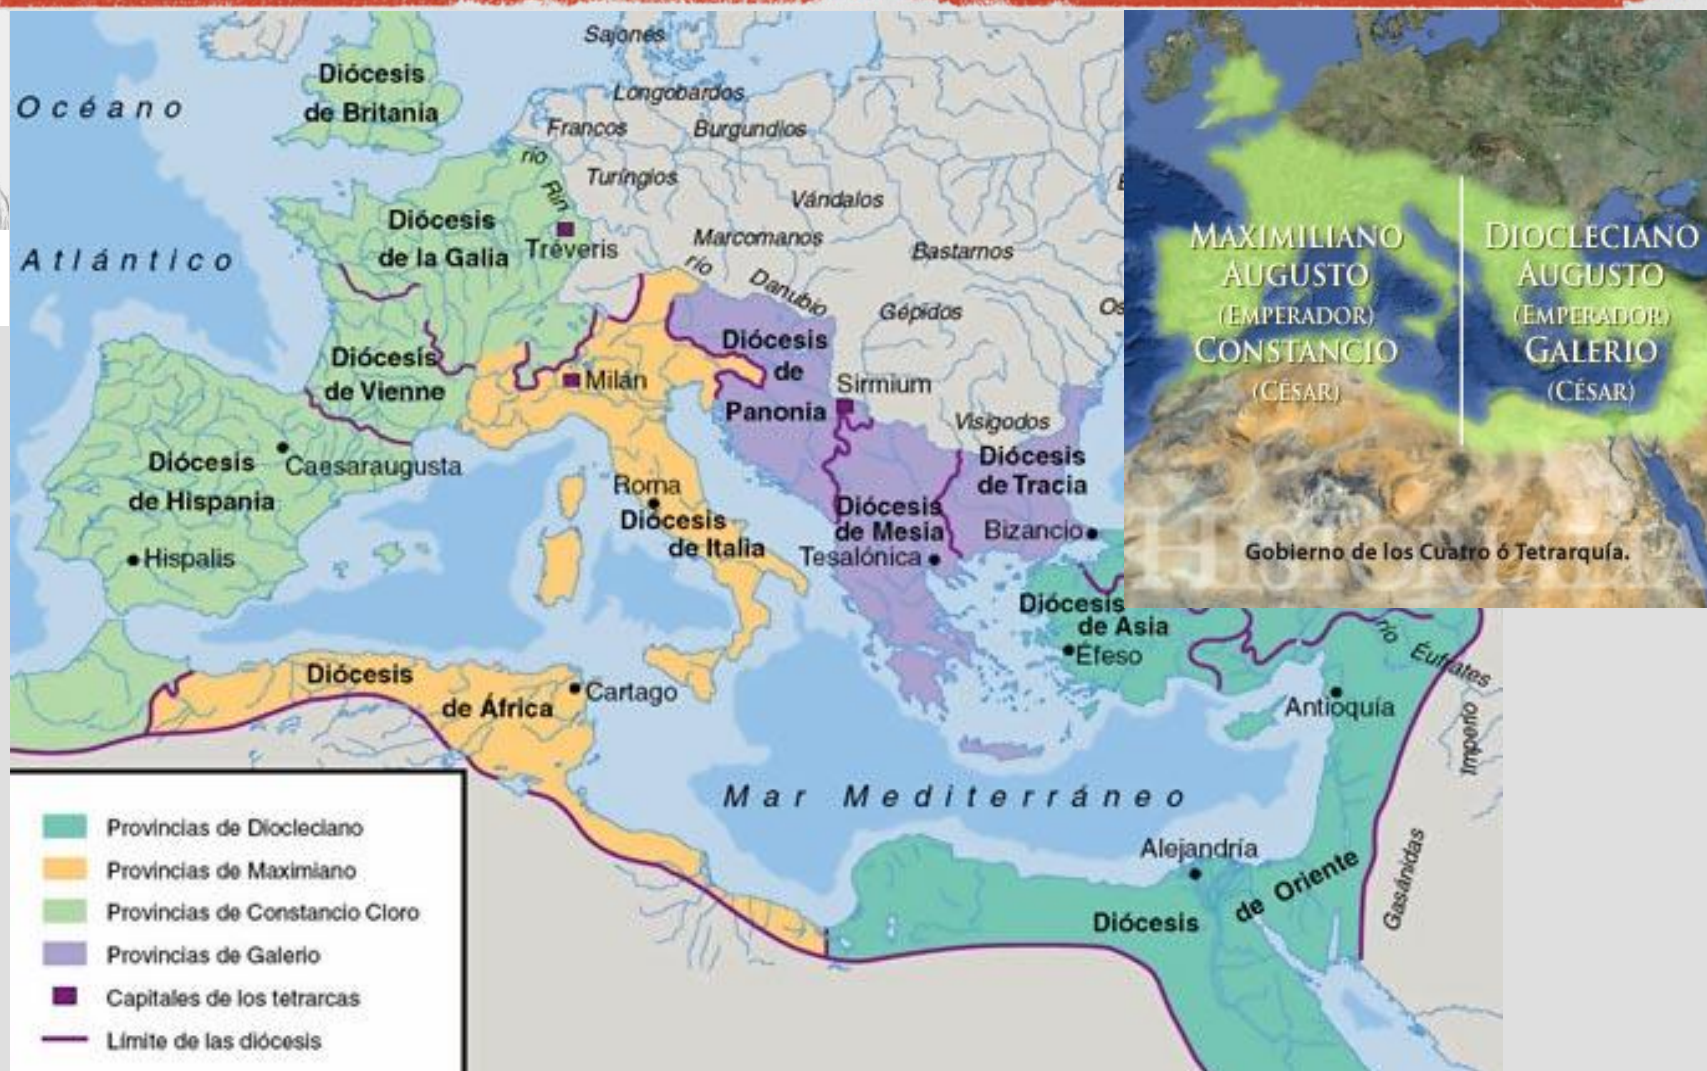 Océano
Atlántico
Diócesis
de Britania
Sajones
Longobardos
Francos
Burgundios
río
Rin
Turíngios
Vándalos
Diócesis
de la Galia
Tréveris
Marcomanos
Bastarnos
río
Danubio
Gépidos
Os
Diócesis
de Vienne
Milán
Diócesis
de
Panonia
Sirmium
Visigodos
Diócesis
de Hispania
Caesaraugusta
Hispalis
Roma
Diócesis
de Italia
Diócesis
de Mesia
Diócesis
de Tracia
Bizancio
Tesalónica
Diócesis
de Asia
Éfeso
río
Éufrates
Antioquía
Imperio
Gasánidas
Diócesis
de África
Cartago
Mar Mediterráneo
Alejandría
Diócesis
de Oriente
Provincias de Diocleciano
Provincias de Maximiano
Provincias de Constancio Cloro
Provincias de Galerio
Capitales de los tetrarcas
Límite de las diócesis
MAXIMILIANO
AUGUSTO
(EMPERADOR)
CONSTANCIO
(CÉSAR)
DIOCLECIANO
AUGUSTO
(EMPERADOR)
GALERIO
(CÉSAR)
Gobierno de los Cuatro ó Tetrarquía.